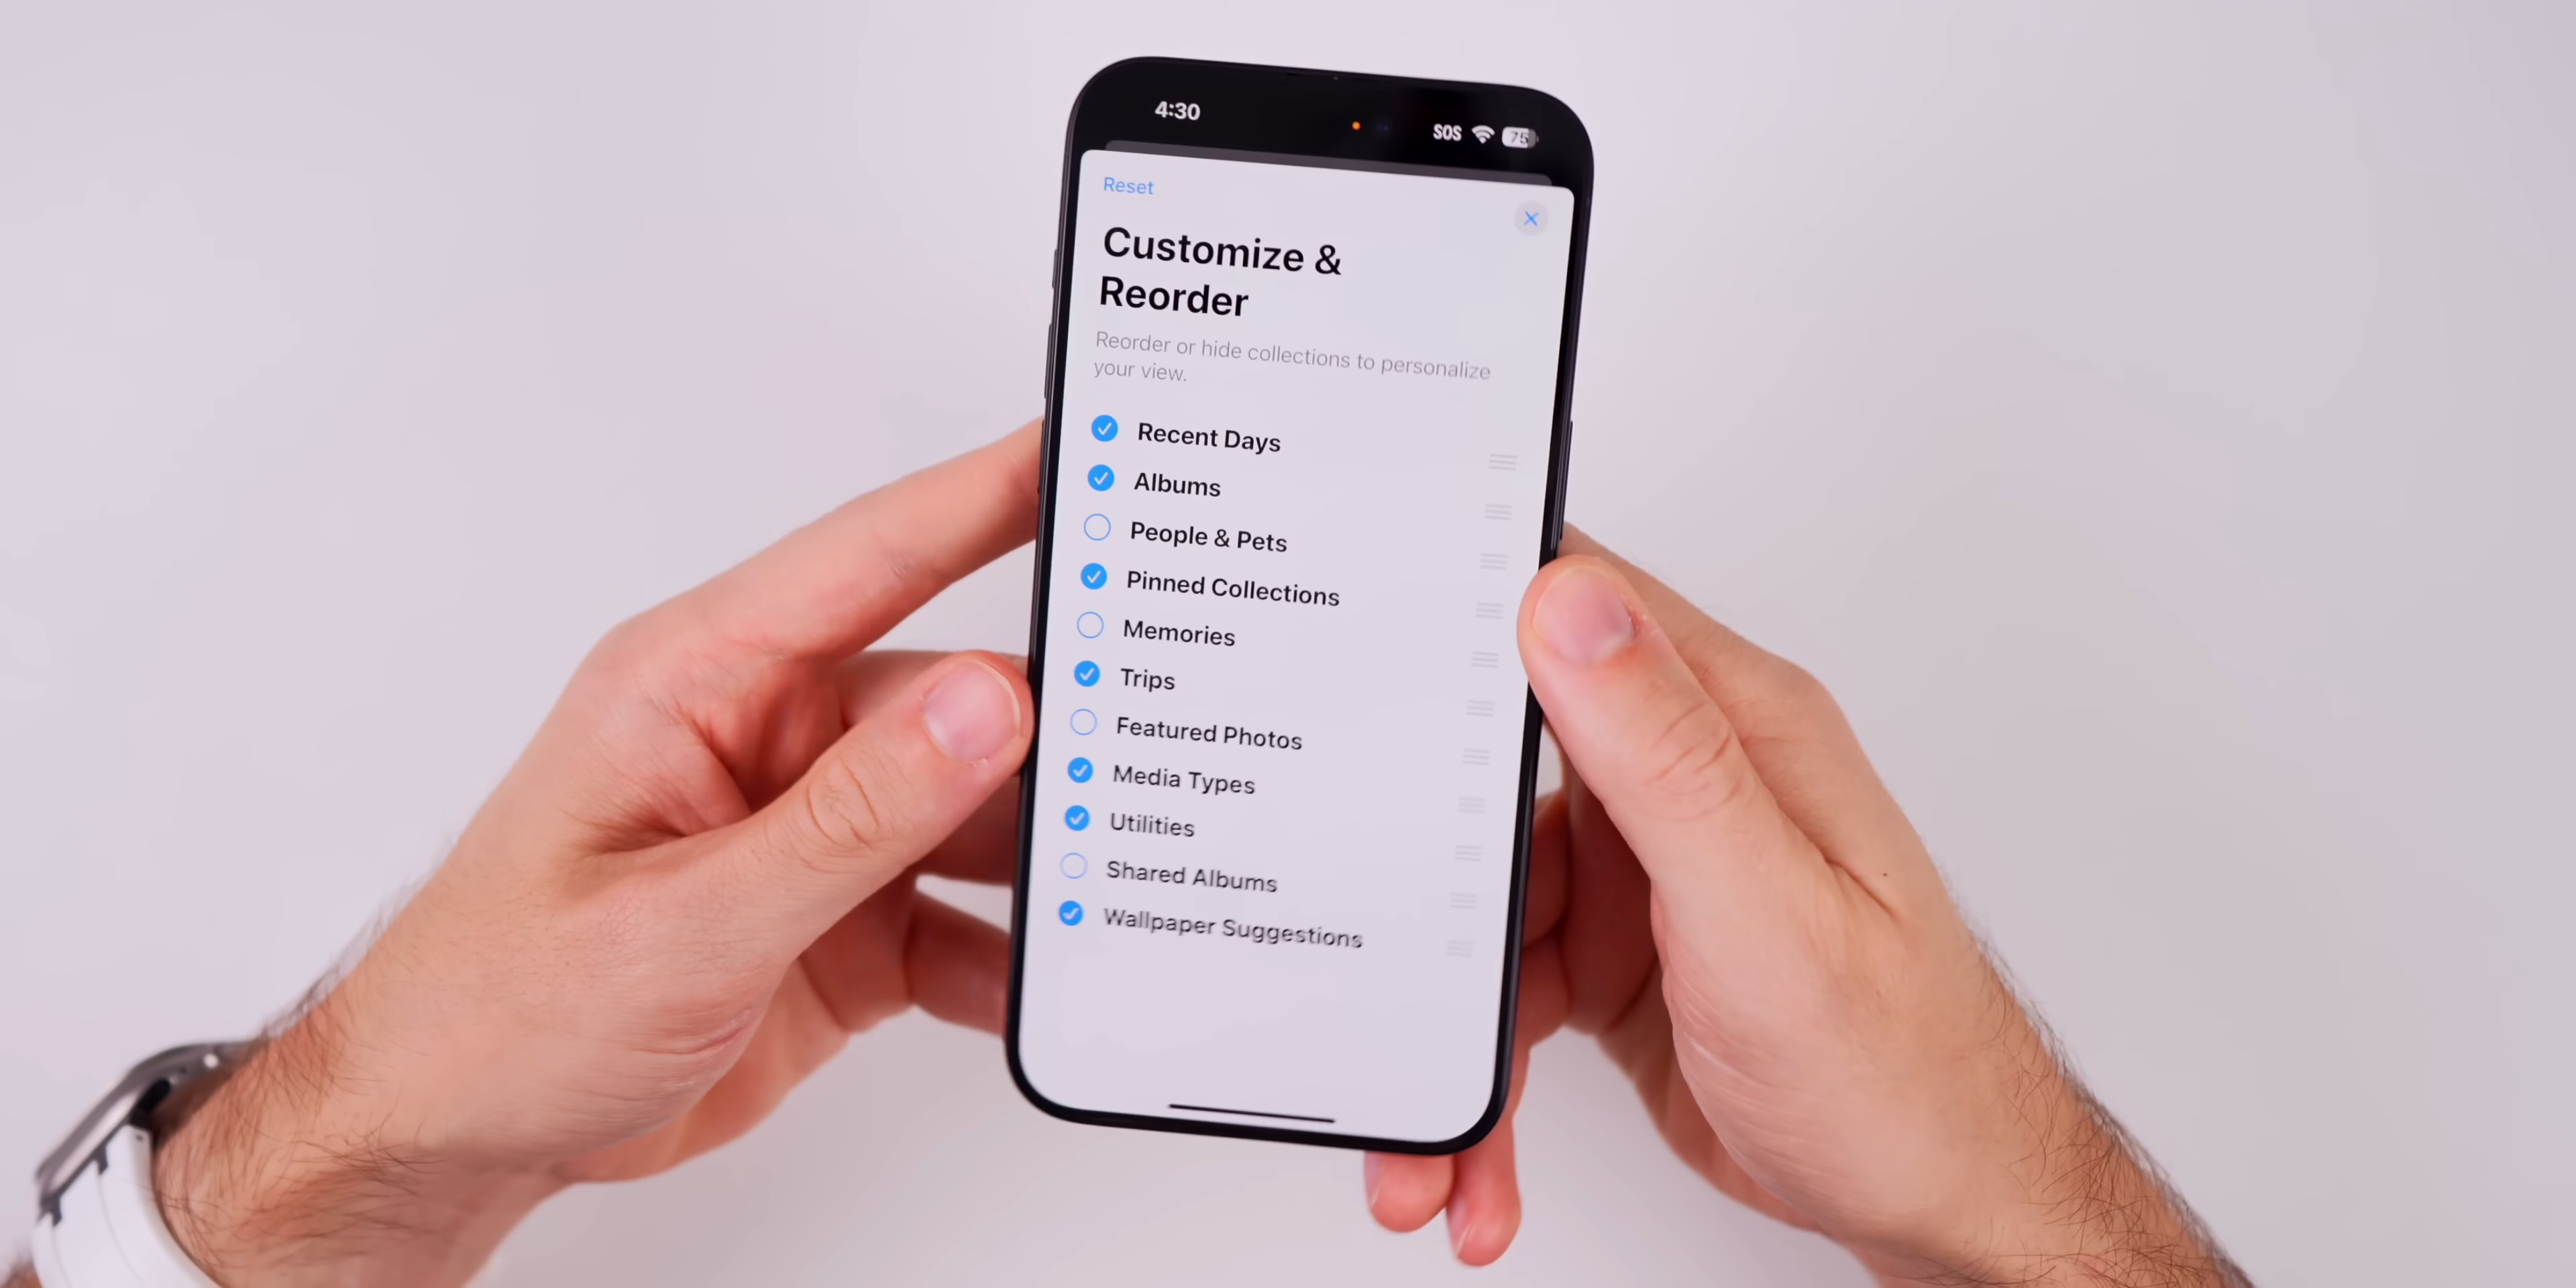 4:30
SOS
75
Reset
Customize &
Reorder
Reorder or hide collections to personalize
your view.
Recent Days
Albums
People & Pets
Pinned Collections
Memories
Trips
Featured Photos
Media Types
Utilities
Shared Albums
Wallpaper Suggestions